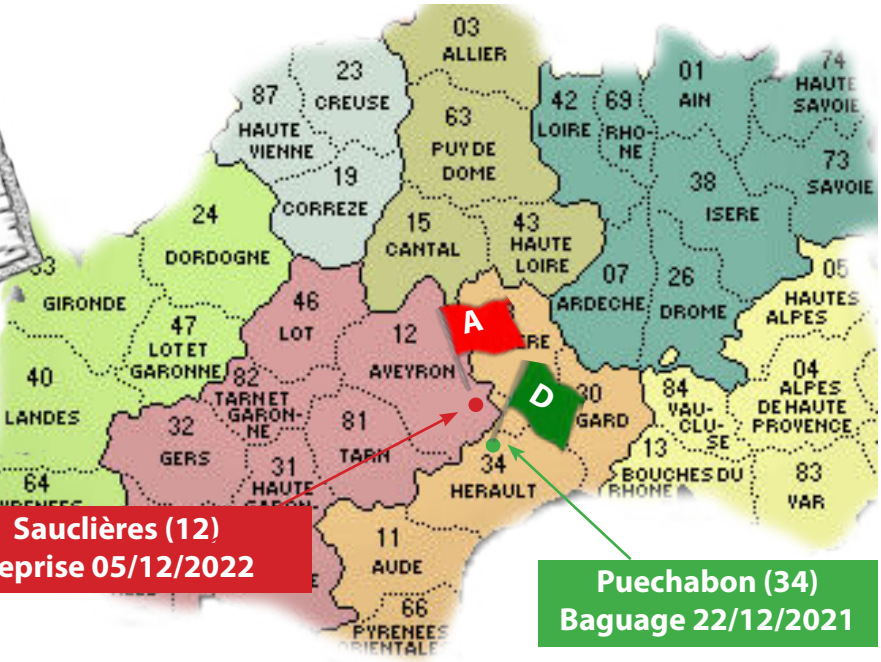 03
ALLIER
23
CREUSE
87
HAUTE
VIENNE
63
PUY DE
DOME
42
LOIRE
69
RHO-
NE
01
AIN
74
HAUTE
SAVOIE
73
SAVOIE
19
CORREZE
38
ISERE
24
DORDOGNE
15
CANTAL
43
HAUTE
LOIRE
33
GIRONDE
07
ARDECHE
26
DROME
05
HAUTES
ALPES
46
LOT
12
AVEYRON
A
ERE
47
LOT ET
GARONNE
40
LANDES
82
TARN ET
GARON-
NE
D
30
GARD
84
VAU-
CLU-
SE
04
ALPES
DE HAUTE
PROVENCE
32
GERS
81
TARN
31
HAUTE
GARON-
34
HERAULT
13
BOUCHES DU
RHONE
83
VAR
64
Sauclières (12)
eprise 05/12/2022
11
AUDE
66
PYRENEES
ORIENTALES
Puechabon (34)
Baguage 22/12/2021